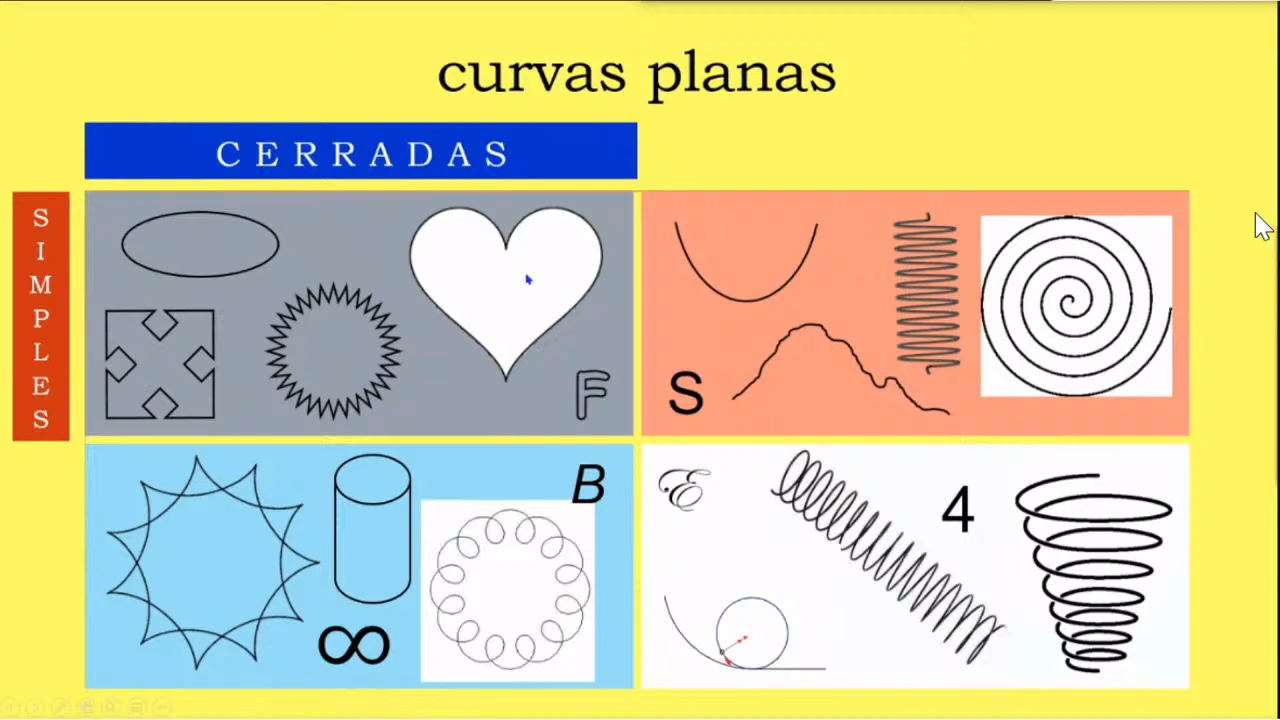 curvas planas
CERRADAS
SIMPLES
F
S
B
∞
ℰ
4